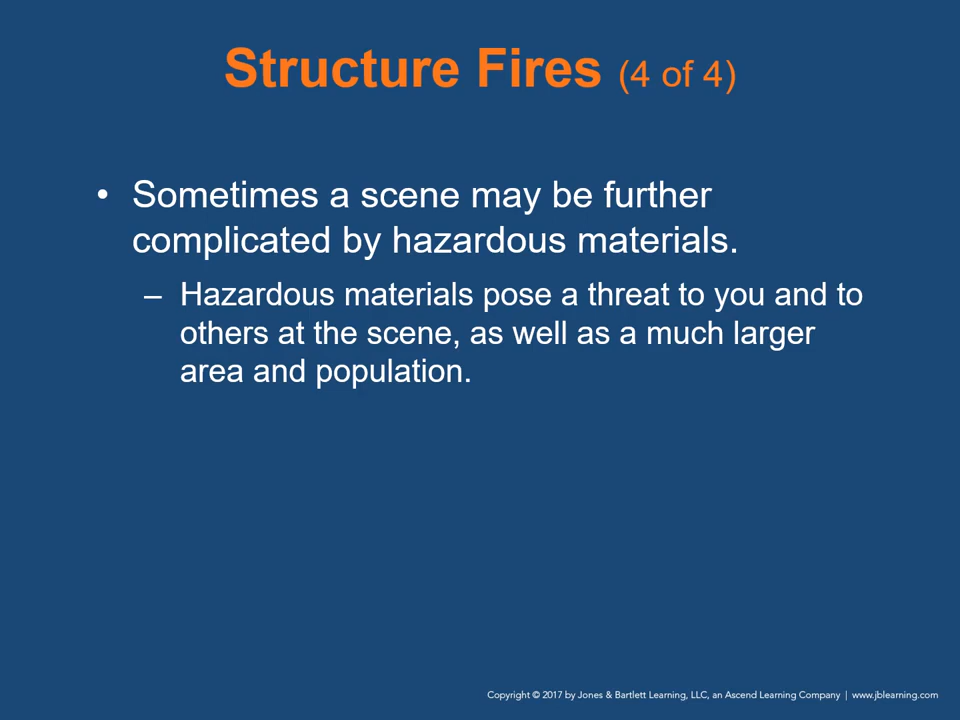 Structure Fires (4 of 4)
• Sometimes a scene may be further
complicated by hazardous materials.
– Hazardous materials pose a threat to you and to
others at the scene, as well as a much larger
area and population.
Copyright © 2017 by Jones & Bartlett Learning, LLC, an Ascend Learning Company | www.jblearning.com